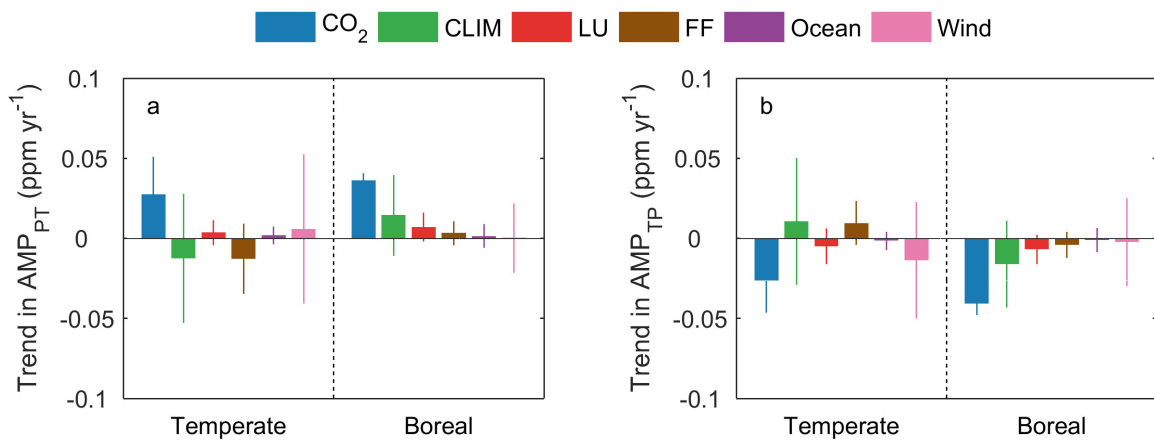 CO2 CLIM LU FF Ocean Wind
a
Trend in AMP_PT (ppm yr^-1)
0.1
0.05
0
-0.05
-0.1
Temperate Boreal
b
Trend in AMP_TP (ppm yr^-1)
0.1
0.05
0
-0.05
-0.1
Temperate Boreal